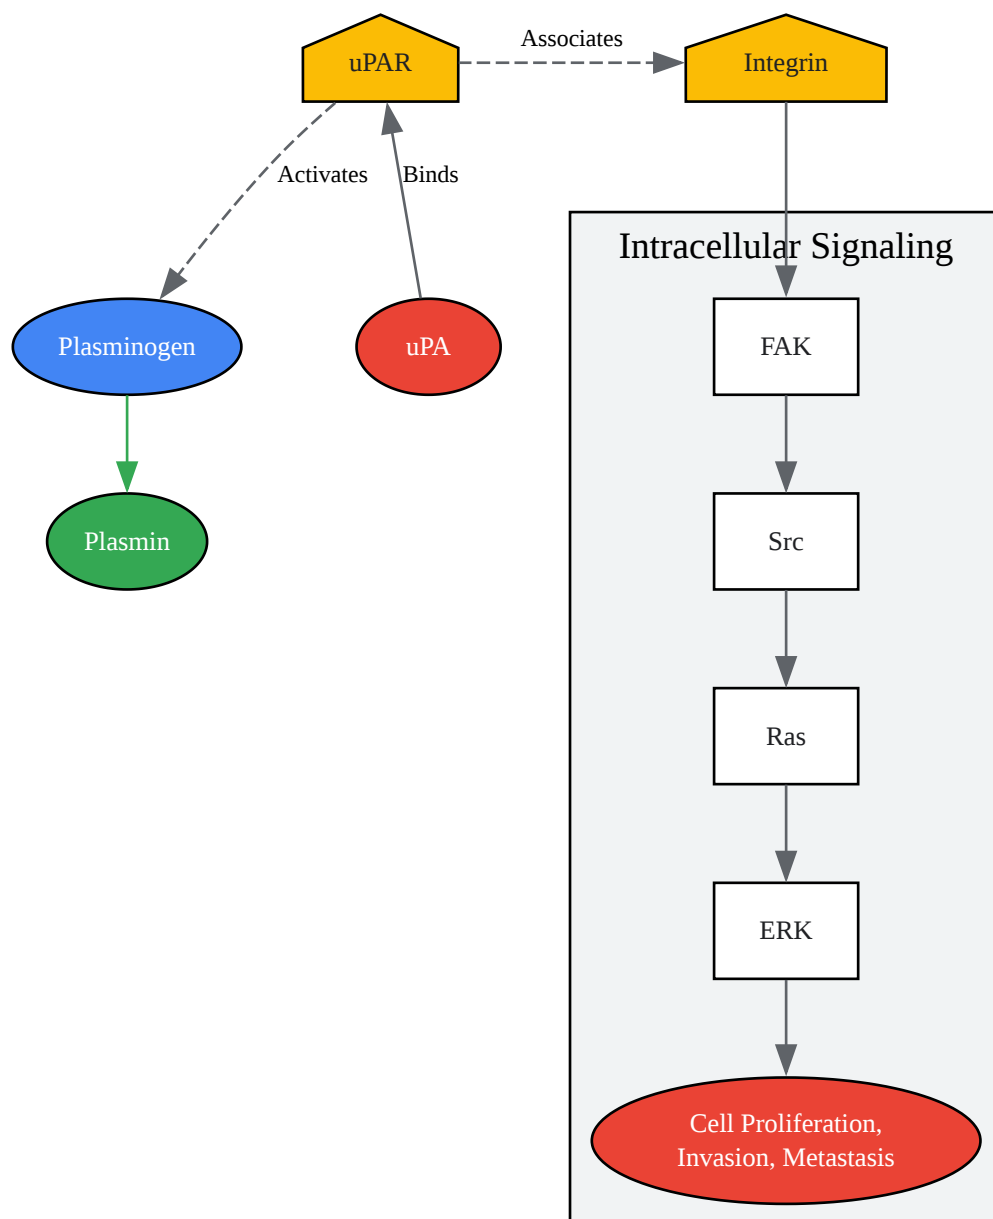 Associates
uPAR
Integrin
Activates
Binds
Intracellular Signaling
Plasminogen
uPA
FAK
Plasmin
Src
Ras
ERK
Cell Proliferation,
Invasion, Metastasis